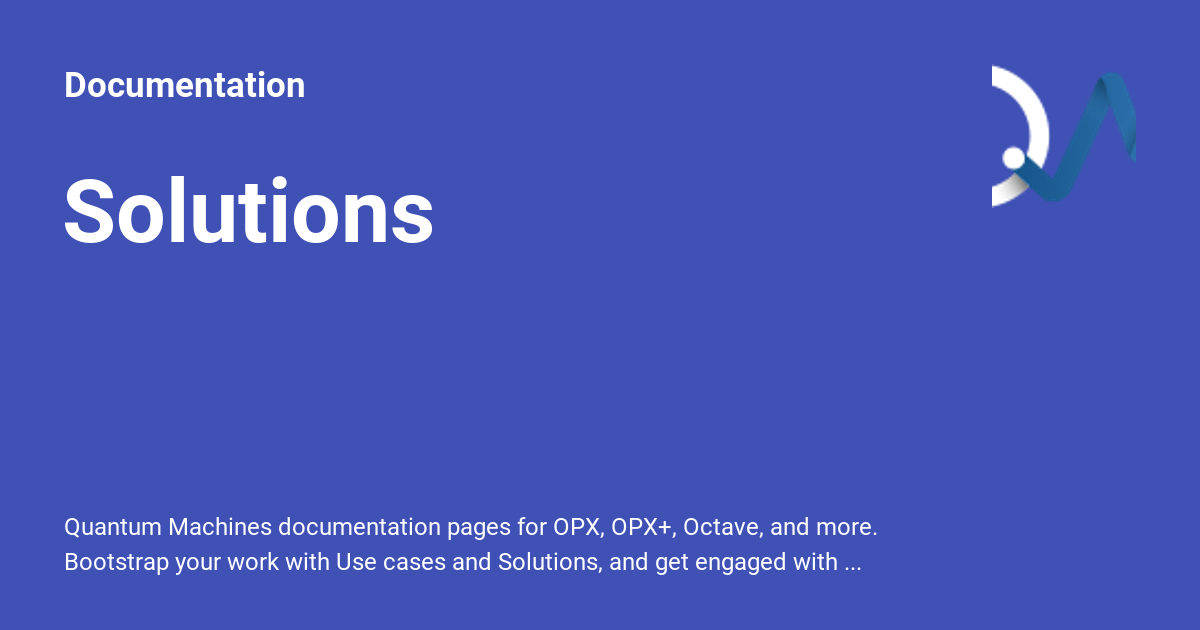 Documentation
Solutions
Quantum Machines documentation pages for OPX, OPX+, Octave, and more.
Bootstrap your work with Use cases and Solutions, and get engaged with ...